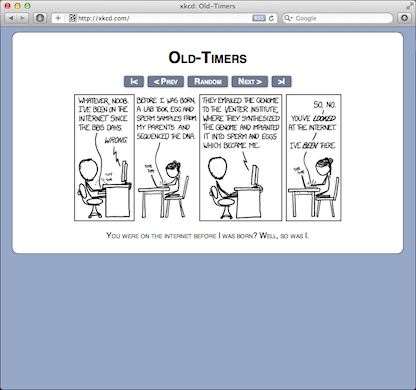 xkcd: Old-Timers
http://xkcd.com/
RSS
Google
Old-Timers
|<
< Prev
Random
Next >
>|
WHATEVER, NOOB.
I'VE BEEN ON THE
INTERNET SINCE
THE BBS DAYS.
WRONG.
BEFORE I WAS BORN,
A LAB TOOK EGG AND
SPERM SAMPLES FROM
MY PARENTS AND
SEQUENCED THE DNA.
THEY EMAILED THE GENOME
TO THE VENTER INSTITUTE,
WHERE THEY SYNTHESIZED
THE GENOME AND IMPLANTED
IT INTO SPERM AND EGGS
WHICH BECAME ME.
SO, NO.
YOU'VE LOOKED
AT THE INTERNET.
I'VE BEEN THERE.
You were on the internet before I was born? Well, so was I.